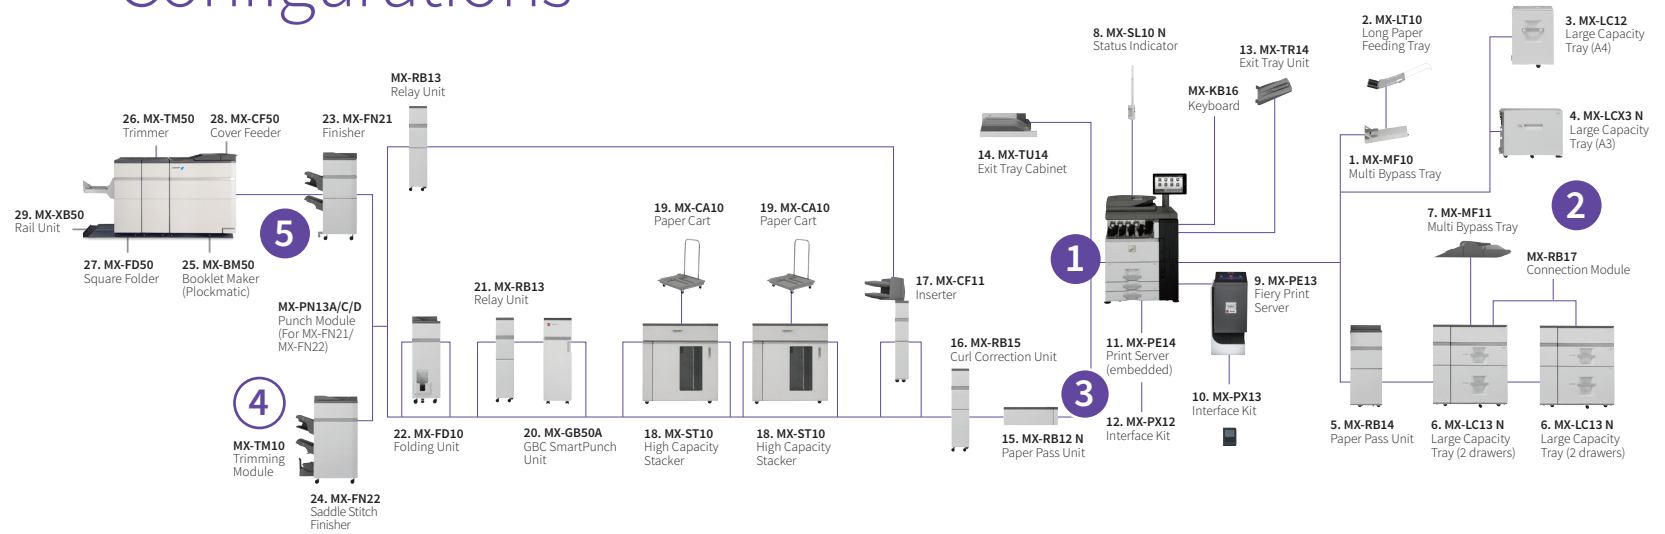 Configurations
8. MX-SL10 N
Status Indicator
13. MX-TR14
Exit Tray Unit
MX-KB16
Keyboard
2. MX-LT10
Long Paper
Feeding Tray
3. MX-LC12
Large Capacity
Tray (A4)
4. MX-LCX3 N
Large Capacity
Tray (A3)
1. MX-MF10
Multi Bypass Tray
2
7. MX-MF11
Multi Bypass Tray
MX-RB17
Connection Module
MX-RB13
Relay Unit
26. MX-TM50
Trimmer
28. MX-CF50
Cover Feeder
23. MX-FN21
Finisher
14. MX-TU14
Exit Tray Cabinet
29. MX-XB50
Rail Unit
5
19. MX-CA10
Paper Cart
19. MX-CA10
Paper Cart
1
27. MX-FD50
Square Folder
25. MX-BM50
Booklet Maker
(Plockmatic)
21. MX-RB13
Relay Unit
17. MX-CF11
Inserter
9. MX-PE13
Fiery Print
Server
MX-PN13A/C/D
Punch Module
(For MX-FN21/
MX-FN22)
16. MX-RB15
Curl Correction Unit
11. MX-PE14
Print Server
(embedded)
4
3
10. MX-PX13
Interface Kit
MX-TM10
Trimming
Module
22. MX-FD10
Folding Unit
20. MX-GB50A
GBC SmartPunch
Unit
18. MX-ST10
High Capacity
Stacker
18. MX-ST10
High Capacity
Stacker
15. MX-RB12 N
Paper Pass Unit
12. MX-PX12
Interface Kit
5. MX-RB14
Paper Pass Unit
6. MX-LC13 N
Large Capacity
Tray (2 drawers)
6. MX-LC13 N
Large Capacity
Tray (2 drawers)
24. MX-FN22
Saddle Stitch
Finisher